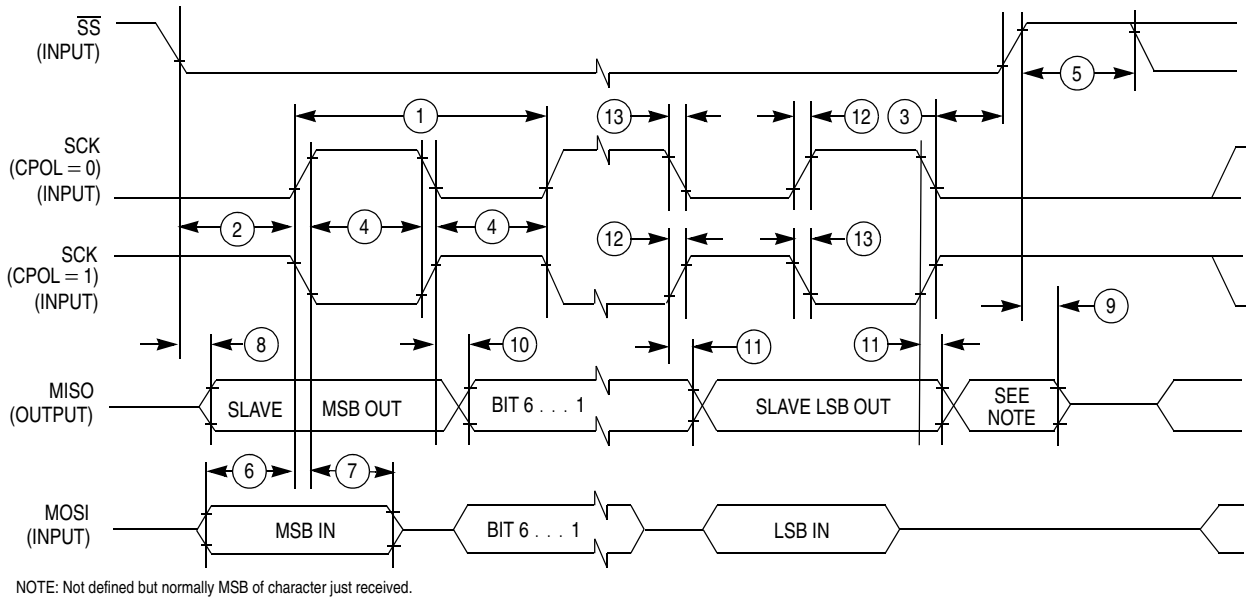 SS
(INPUT)
5
1
13
12
3
SCK
(CPOL = 0)
(INPUT)
2
4
4
12
13
SCK
(CPOL = 1)
(INPUT)
9
8
10
11
11
MISO
(OUTPUT)
SLAVE
MSB OUT
BIT 6 . . . 1
SLAVE LSB OUT
SEE
NOTE
6
7
MOSI
(INPUT)
MSB IN
BIT 6 . . . 1
LSB IN
NOTE: Not defined but normally MSB of character just received.